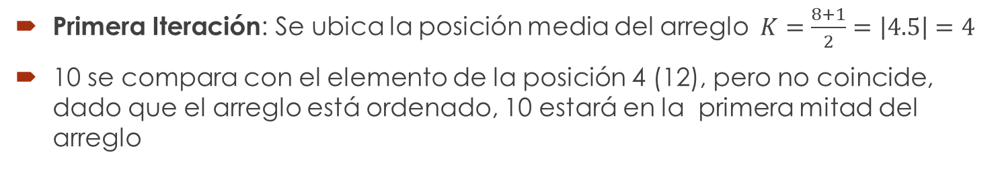 Primera Iteración: Se ubica la posición media del arreglo K = \frac{8+1}{2} = |4.5| = 4
10 se compara con el elemento de la posición 4 (12), pero no coincide,
dado que el arreglo está ordenado, 10 estará en la primera mitad del
arreglo